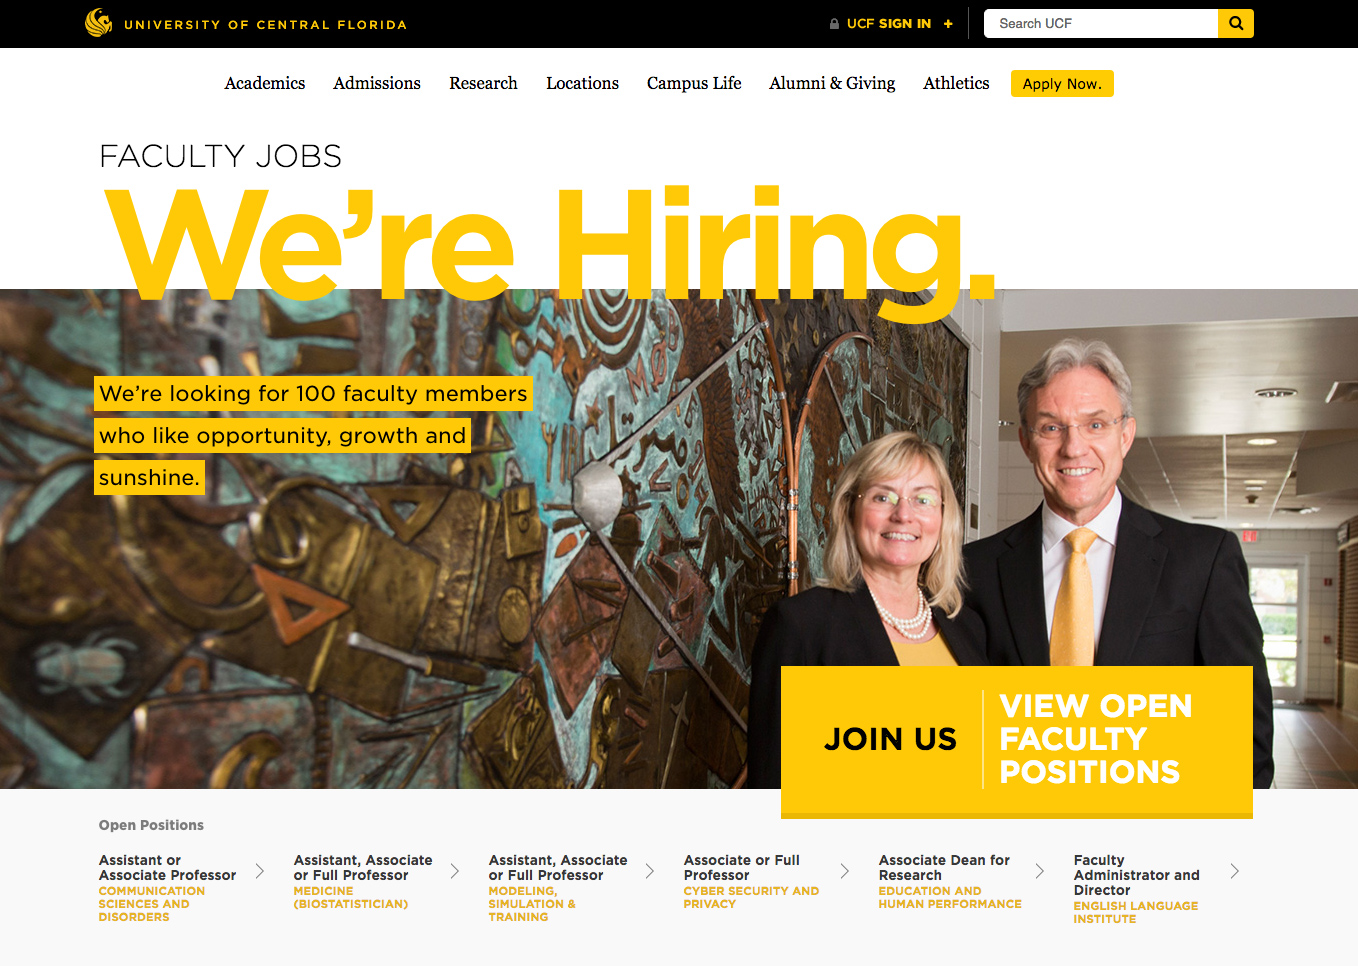 UNIVERSITY OF CENTRAL FLORIDA
UCF SIGN IN +
Search UCF
Academics
Admissions
Research
Locations
Campus Life
Alumni & Giving
Athletics
Apply Now.
FACULTY JOBS
We're Hiring.
We're looking for 100 faculty members
who like opportunity, growth and
sunshine.
JOIN US
VIEW OPEN
FACULTY
POSITIONS
Open Positions
Assistant or
Associate Professor
COMMUNICATION
SCIENCES AND
DISORDERS
Assistant, Associate
or Full Professor
MEDICINE
(BIOSTATISTICIAN)
Assistant, Associate
or Full Professor
MODELING,
SIMULATION &
TRAINING
Associate or Full
Professor
CYBER SECURITY AND
PRIVACY
Associate Dean for
Research
EDUCATION AND
HUMAN PERFORMANCE
Faculty
Administrator and
Director
ENGLISH LANGUAGE
INSTITUTE